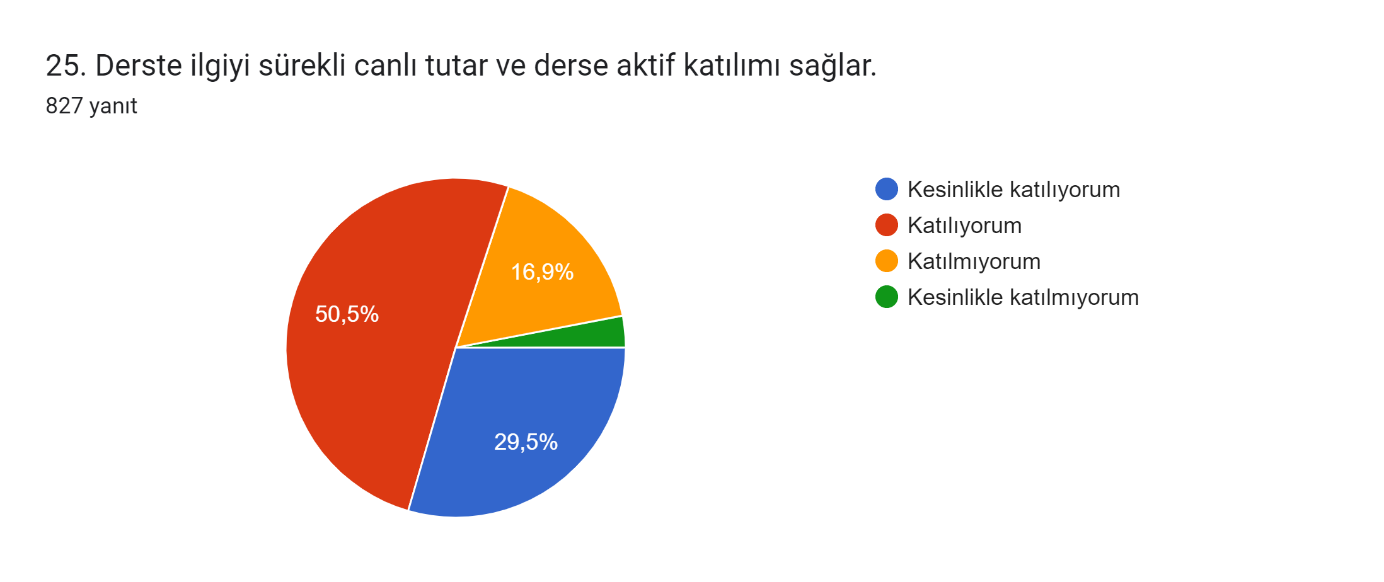 25. Derste ilgiyi sürekli canlı tutar ve derse aktif katılımı sağlar.
827 yanıt
Kesinlikle katılıyorum
Katılıyorum
Katılmıyorum
Kesinlikle katılmıyorum
16,9%
50,5%
29,5%